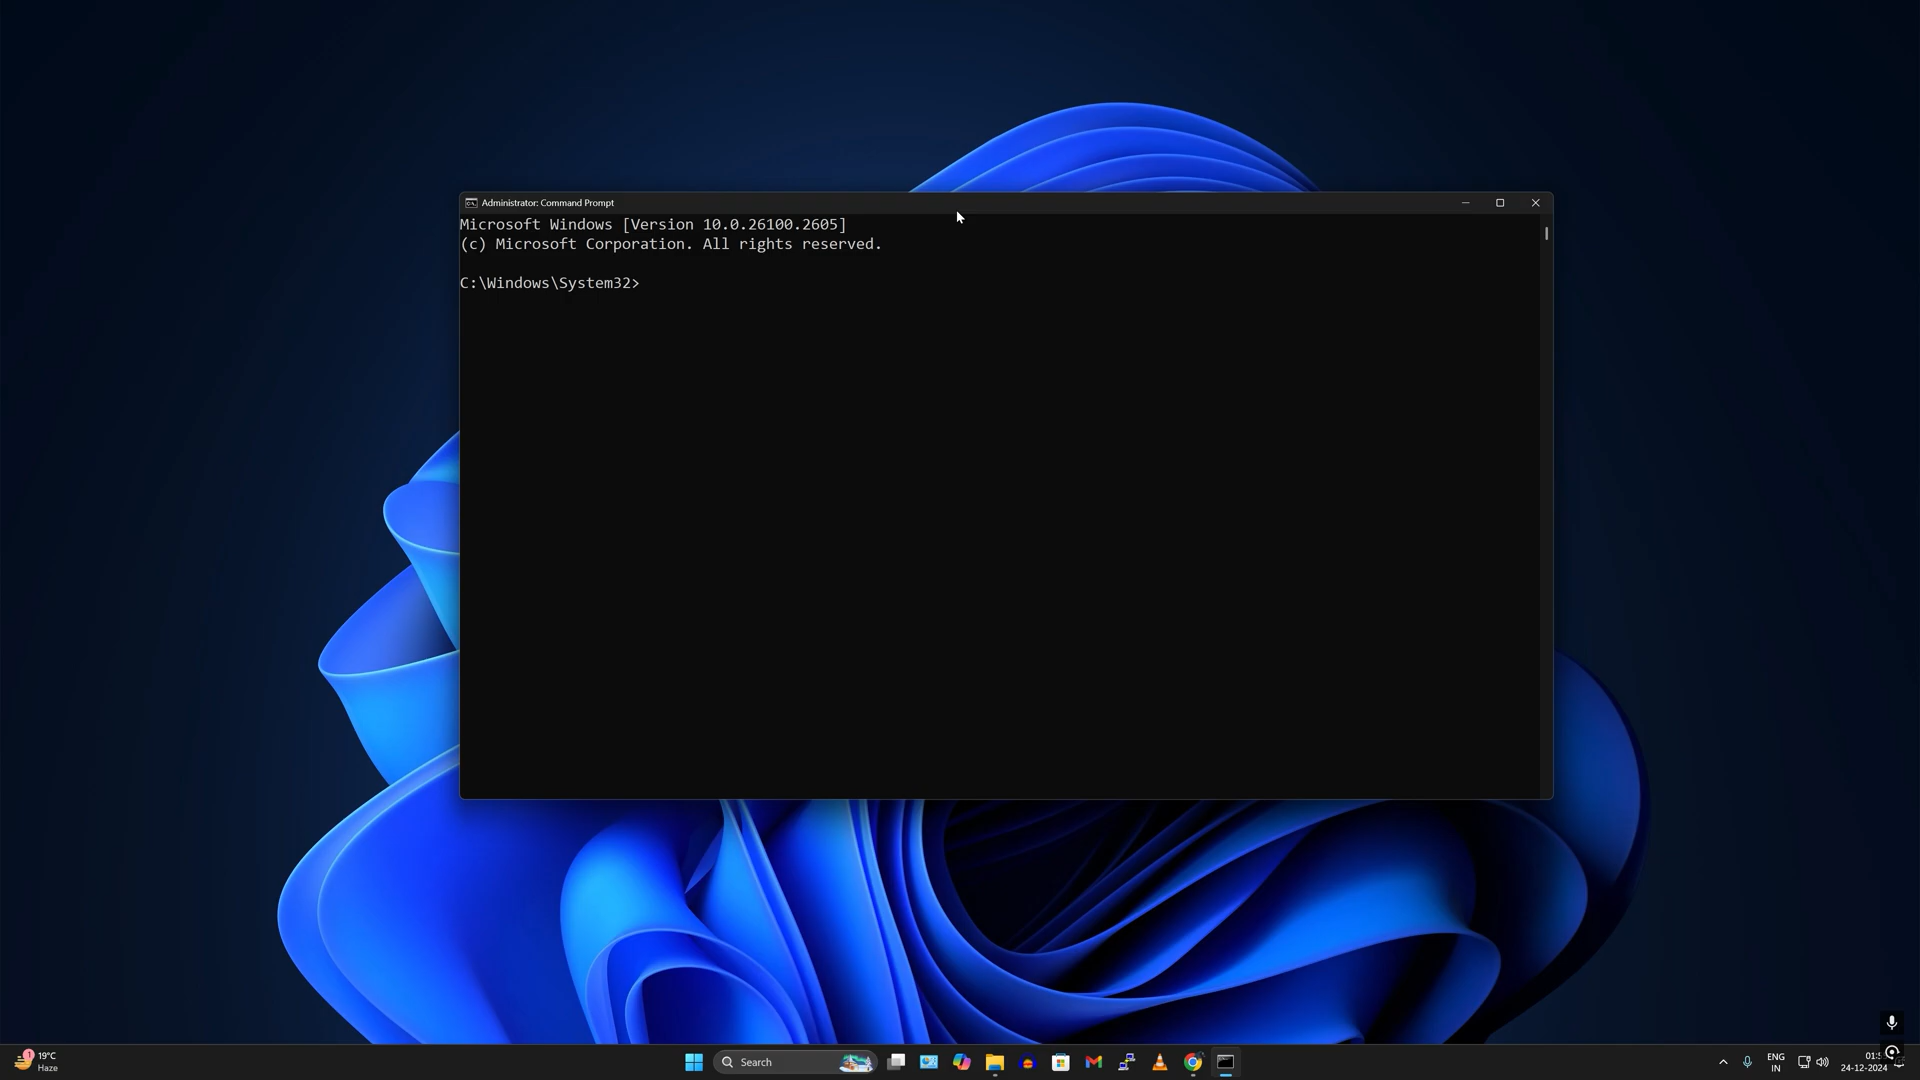 Administrator: Command Prompt
Microsoft Windows [Version 10.0.26100.2605]
(c) Microsoft Corporation. All rights reserved.
C:\Windows\System32>
1
19°C
Haze
Search
ENG
IN
24-12-2024